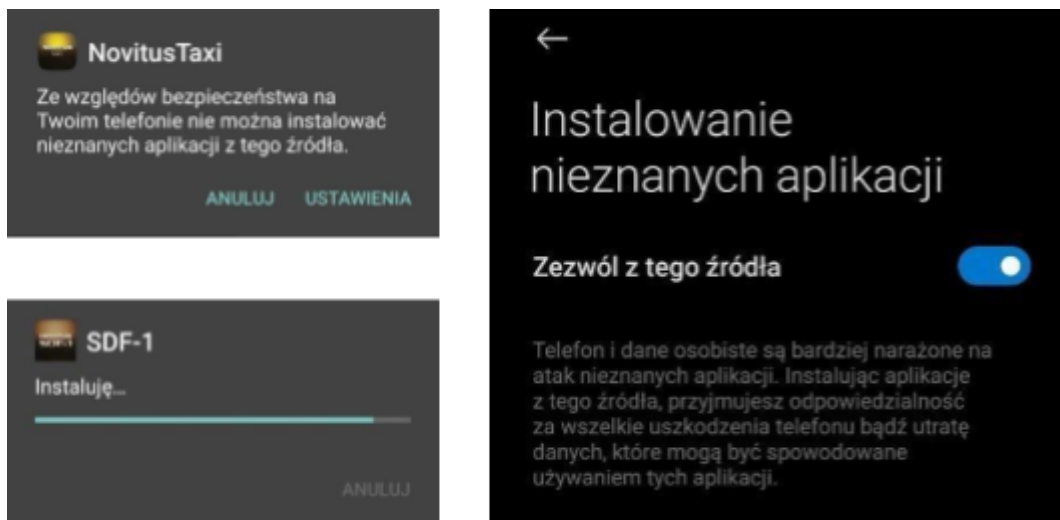 NovitusTaxi
Ze względów bezpieczeństwa na
Twoim telefonie nie można instalować
nieznanych aplikacji z tego źródła.
ANULUJ USTAWIENIA
SDF-1
Instaluję...
ANULUJ
Instalowanie
nieznanych aplikacji
Zezwól z tego źródła
Telefon i dane osobiste są bardziej narażone na
atak nieznanych aplikacji. Instalując aplikacje
z tego źródła, przyjmujesz odpowiedzialność
za wszelkie uszkodzenia telefonu bądź utratę
danych, które mogą być spowodowane
używaniem tych aplikacji.